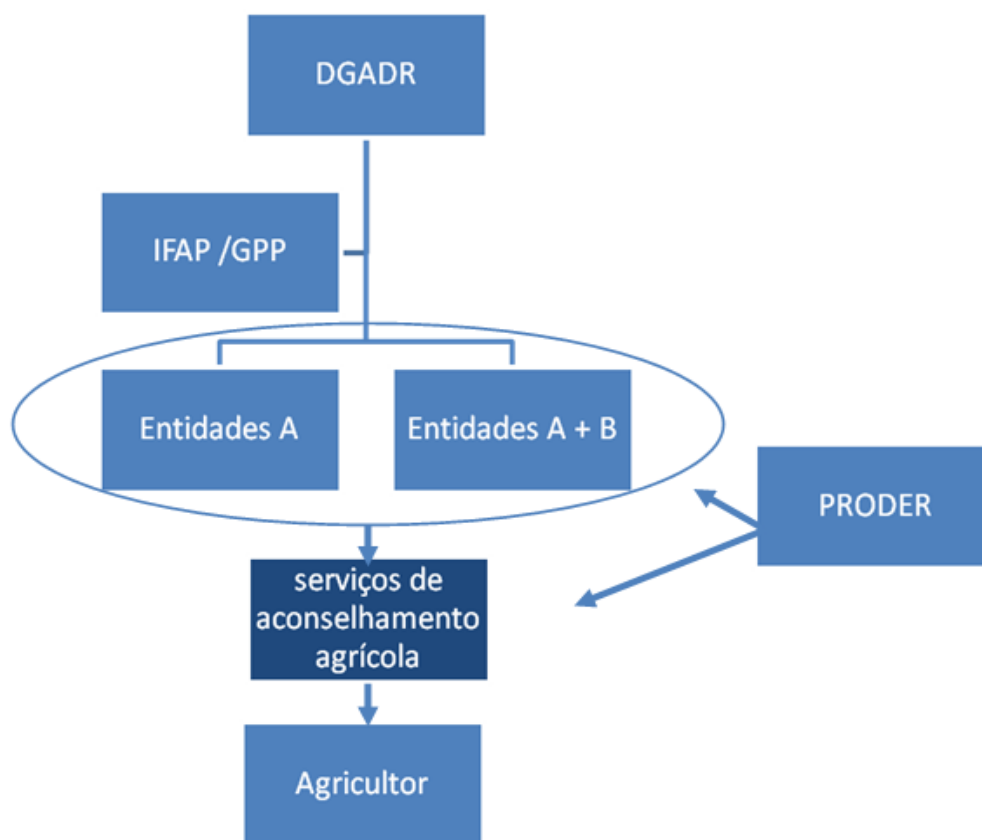 DGADR
IFAP /GPP
Entidades A
Entidades A + B
PRODER
serviços de
aconselhamento
agrícola
Agricultor